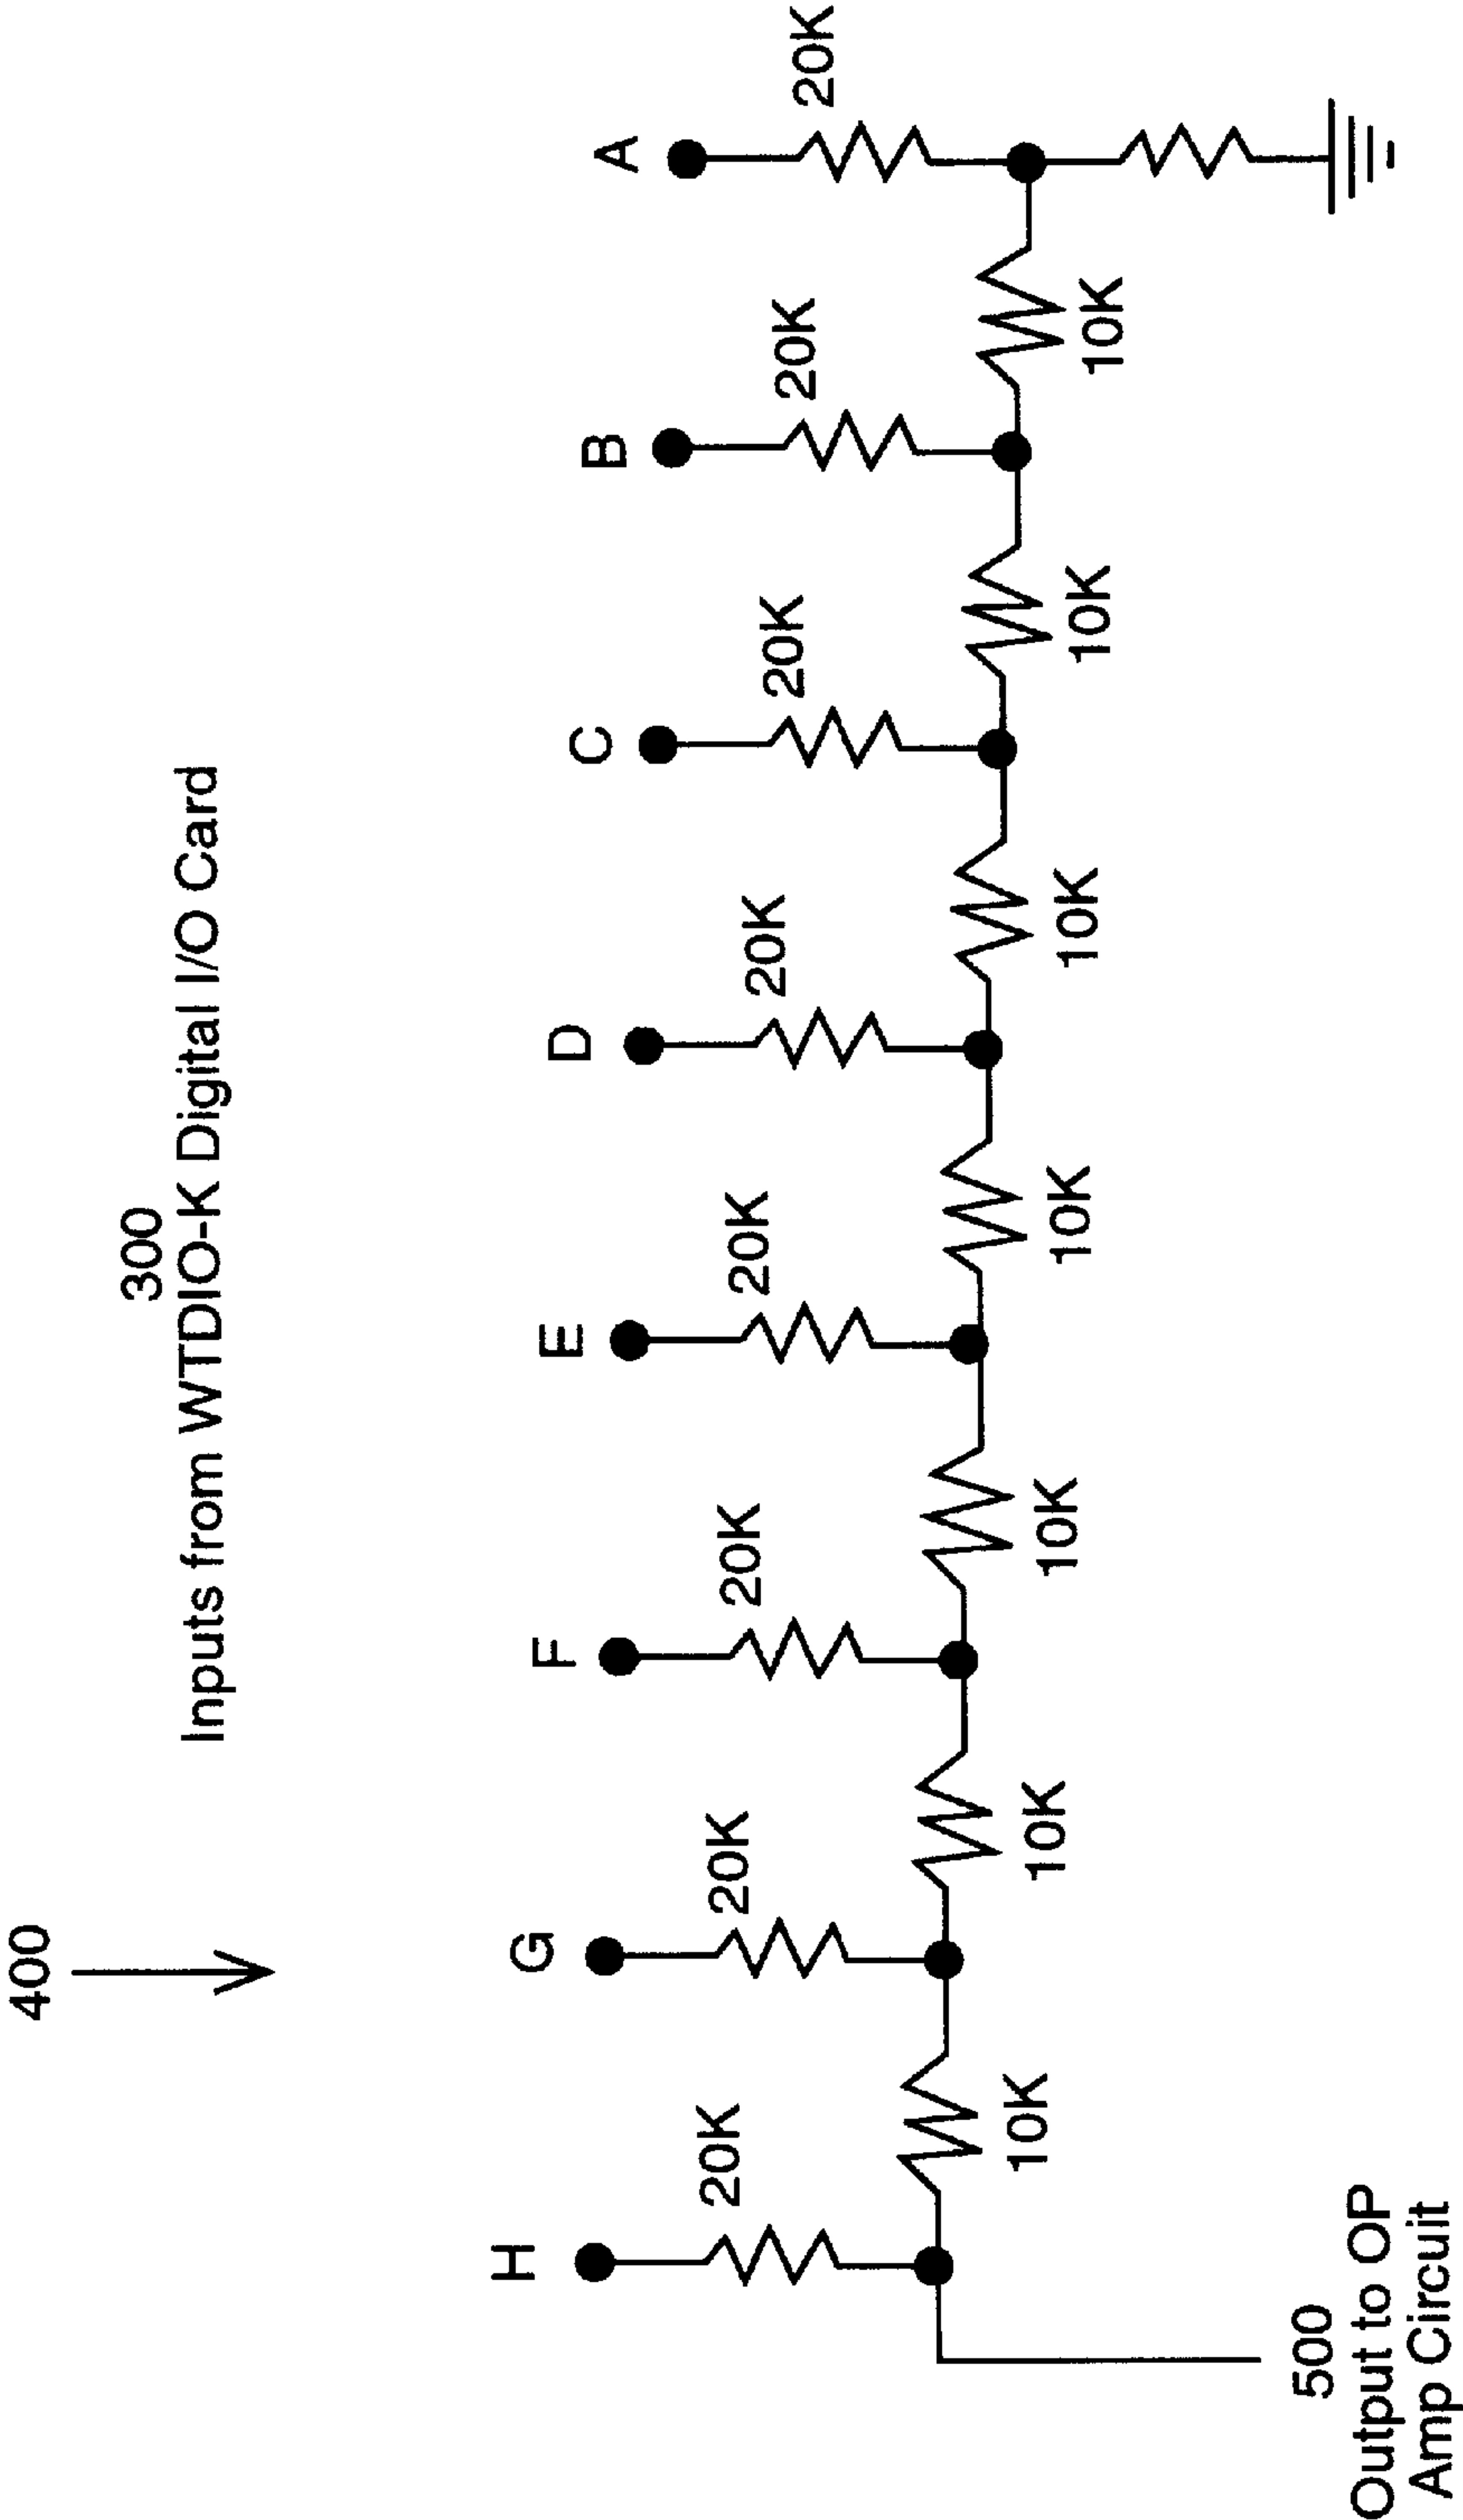 400
300
Inputs from WTDIO-K Digital I/O Card
H
G
F
E
D
C
B
A
20K
20K
20K
20K
20K
20K
20K
20K
10K
10K
10K
10K
10K
10K
10K
500
Output to OP
Amp Circuit